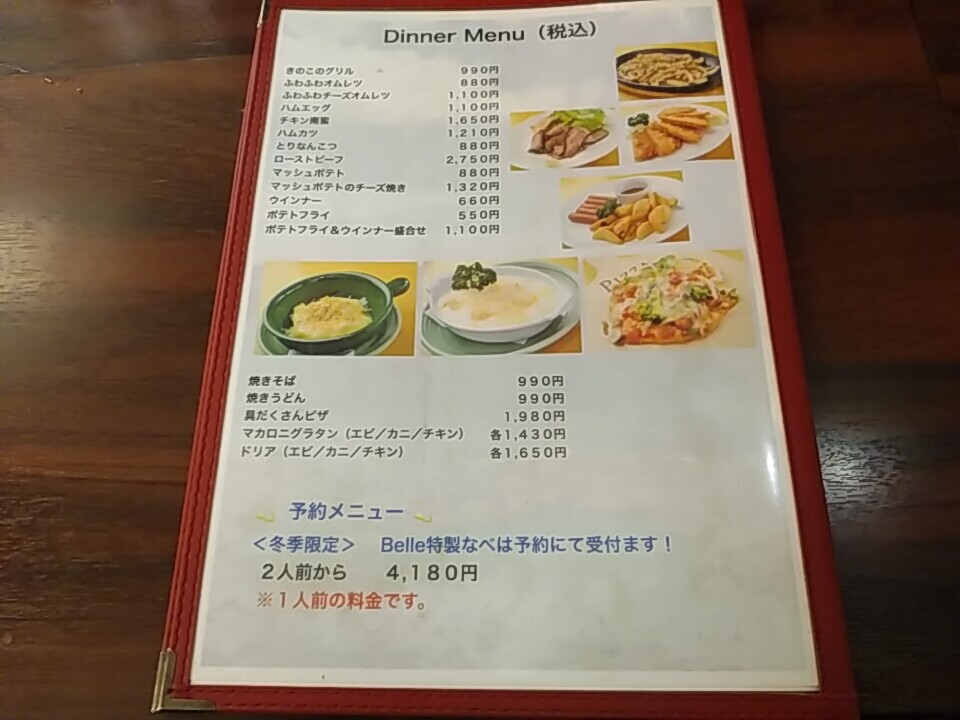 Dinner Menu（税込）
きのこのグリル 990円
ふわふわオムレツ 880円
ふわふわチーズオムレツ 1,100円
ハムエッグ 1,100円
チキン南蛮 1,650円
ハムカツ 1,210円
とりなんこつ 880円
ローストビーフ 2,750円
マッシュポテト 880円
マッシュポテトのチーズ焼き 1,320円
ウインナー 660円
ポテトフライ 550円
ポテトフライ＆ウインナー盛合せ 1,100円
PIZZA
焼きそば 990円
焼きうどん 990円
具だくさんピザ 1,980円
マカロニグラタン（エビ／カニ／チキン） 各1,430円
ドリア（エビ／カニ／チキン） 各1,650円
予約メニュー
＜冬季限定＞ Belle特製なべは予約にて受付ます！
2人前から 4,180円
※１人前の料金です。